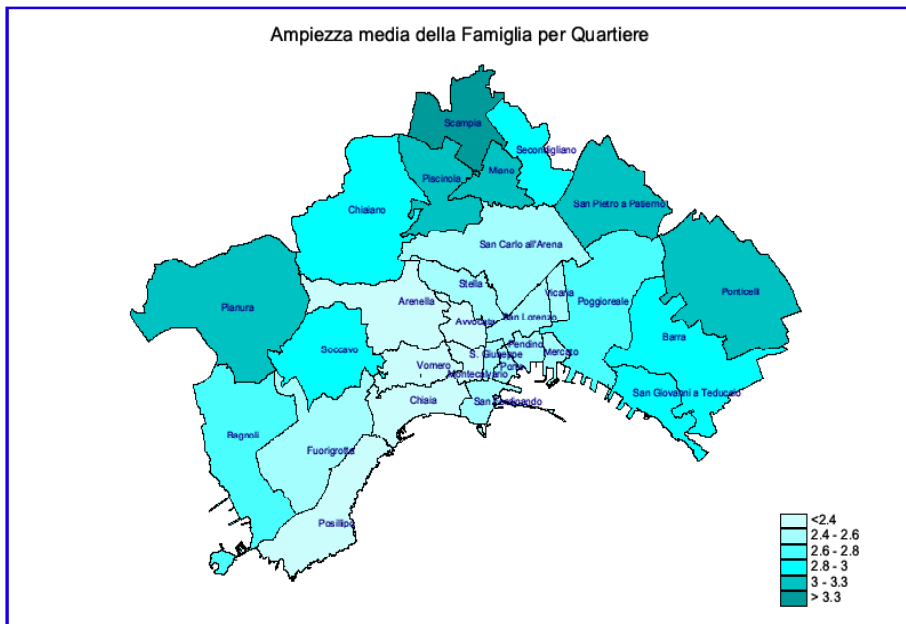 Ampiezza media della Famiglia per Quartiere
Scampia
Secondigliano
Miano
Piscinola
San Pietro a Patierno
Chiaiano
San Carlo all'Arena
Stella
Ponticelli
Vicaria
Arenella
Poggioreale
Pianura
San Lorenzo
Avvocata
Barra
Pendino
Soccavo
S. Giuseppe
Mercato
Vomero
Porto
Montecalvario
San Giovanni a Teduccio
Chiaia
San Ferdinando
Bagnoli
Fuorigrotta
Posillipo
<2.4
2.4 - 2.6
2.6 - 2.8
2.8 - 3
3 - 3.3
> 3.3